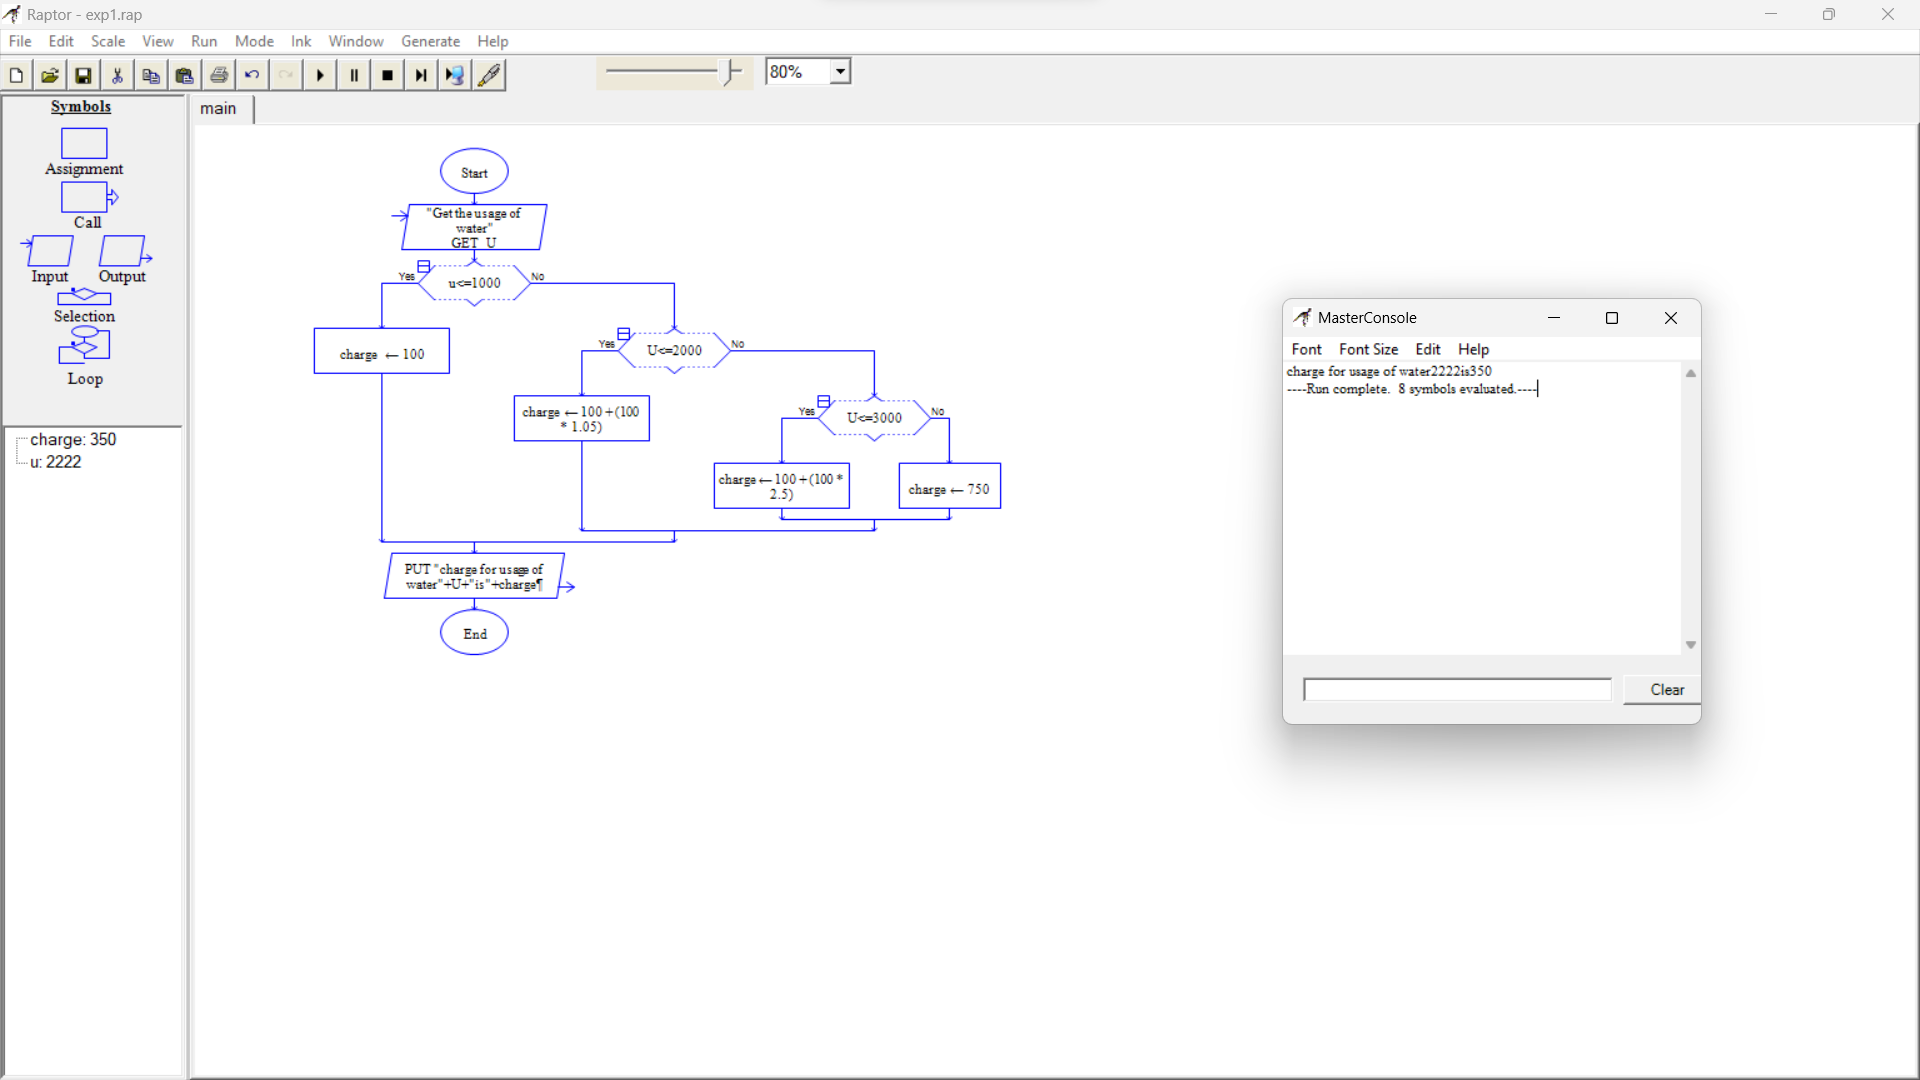 Raptor - exp1.rap
File Edit Scale View Run Mode Ink Window Generate Help
80%
Symbols
Assignment
Call
Input Output
Selection
Loop
charge: 350
u: 2222
main
Start
"Get the usage of
water"
GET U
Yes No
u<=1000
charge ← 100
Yes No
U<=2000
charge ← 100+(100
* 1.05)
Yes No
U<=3000
charge ← 100+(100 *
2.5)
charge ← 750
PUT "charge for usage of
water"+U+"is"+charge¶
End
MasterConsole
Font Font Size Edit Help
charge for usage of water2222is350
----Run complete. 8 symbols evaluated.----
Clear